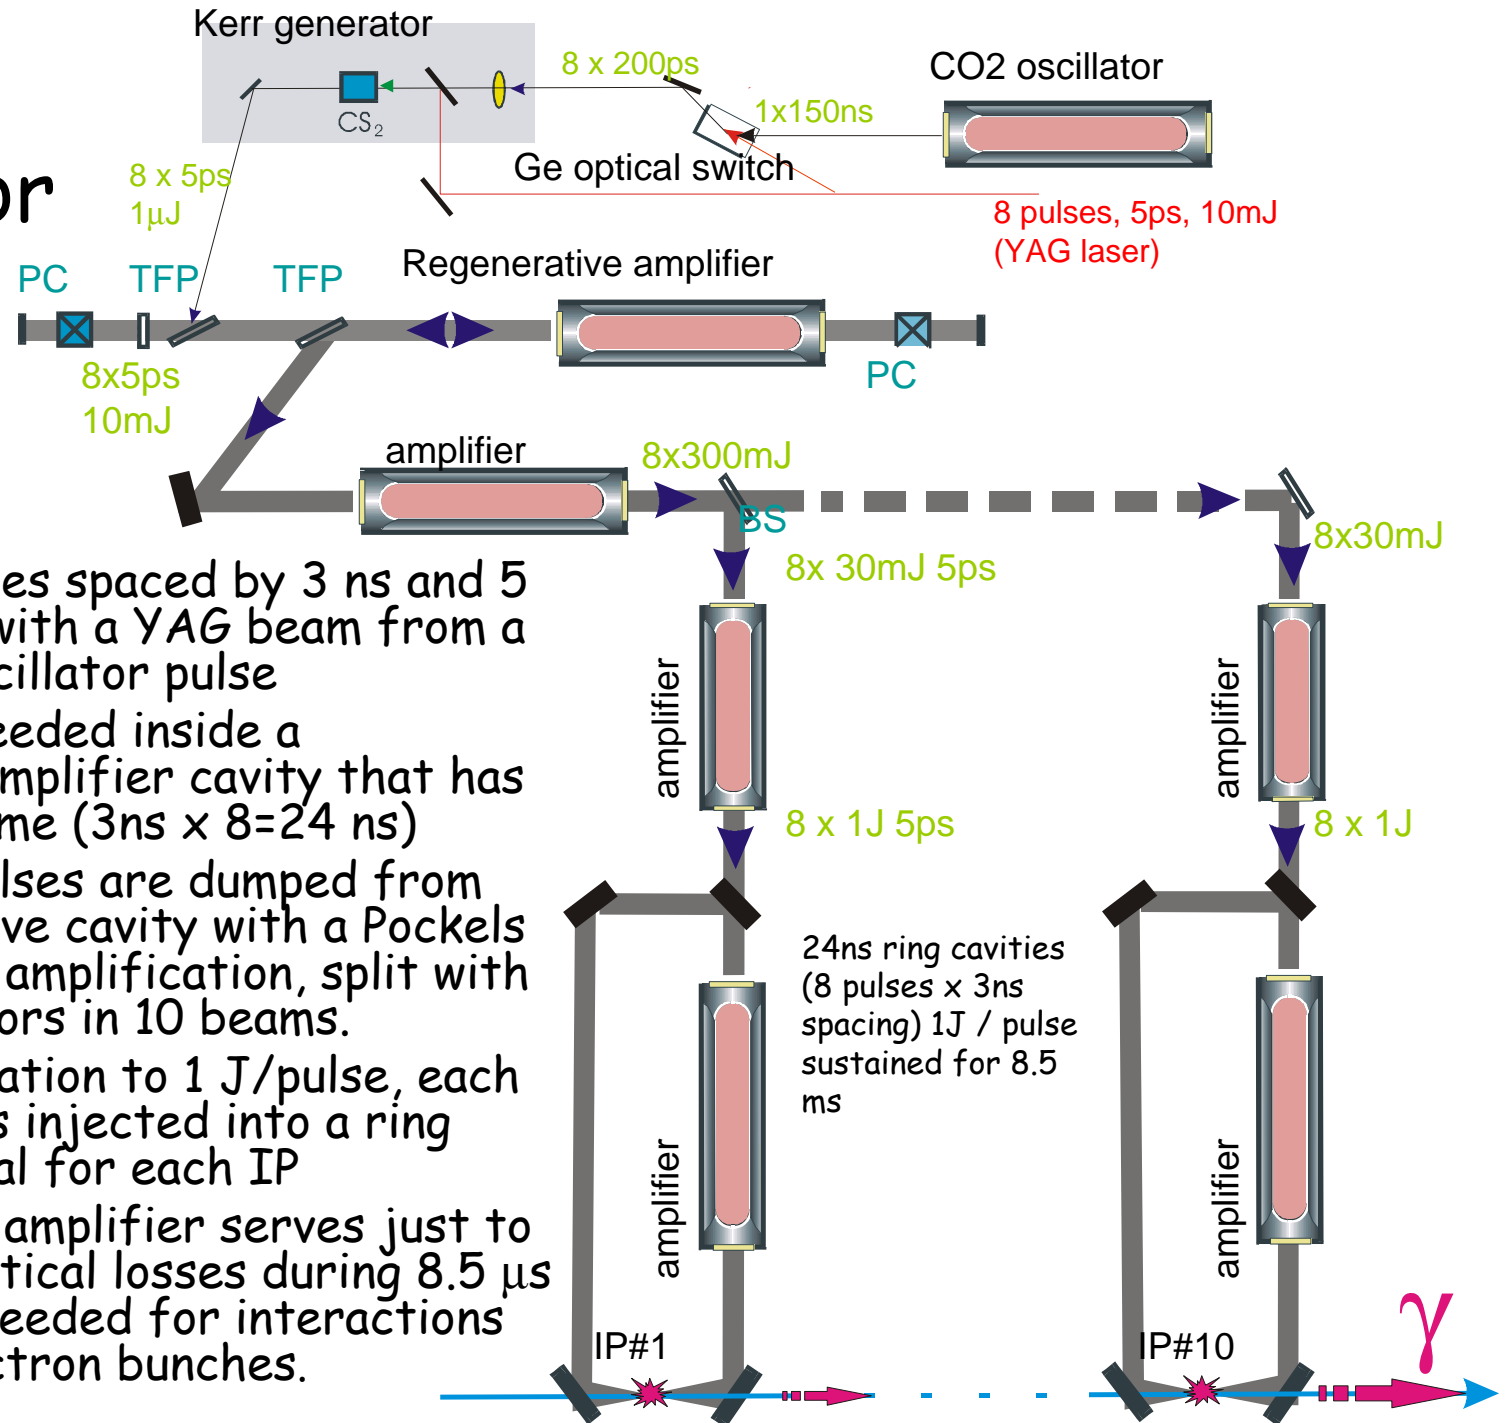 Kerr generator
8 x 200ps
CO2 oscillator
1x150ns
CS2
Ge optical switch
8 x 5ps
1μJ
or
8 pulses, 5ps, 10mJ
(YAG laser)
PC
TFP
TFP
Regenerative amplifier
PC
8x5ps
10mJ
amplifier
8x300mJ
BS
8x 30mJ 5ps
8x30mJ
es spaced by 3 ns and 5
with a YAG beam from a
cillator pulse
eeded inside a
mplifier cavity that has
me (3ns x 8=24 ns)
lses are dumped from
ve cavity with a Pockels
amplification, split with
ors in 10 beams.
ation to 1 J/pulse, each
s injected into a ring
al for each IP
amplifier serves just to
tical losses during 8.5 μs
eeded for interactions
ctron bunches.
amplifier
amplifier
8 x 1J 5ps
8 x 1J
24ns ring cavities
(8 pulses x 3ns
spacing) 1J / pulse
sustained for 8.5
ms
amplifier
amplifier
IP#1
IP#10
γ